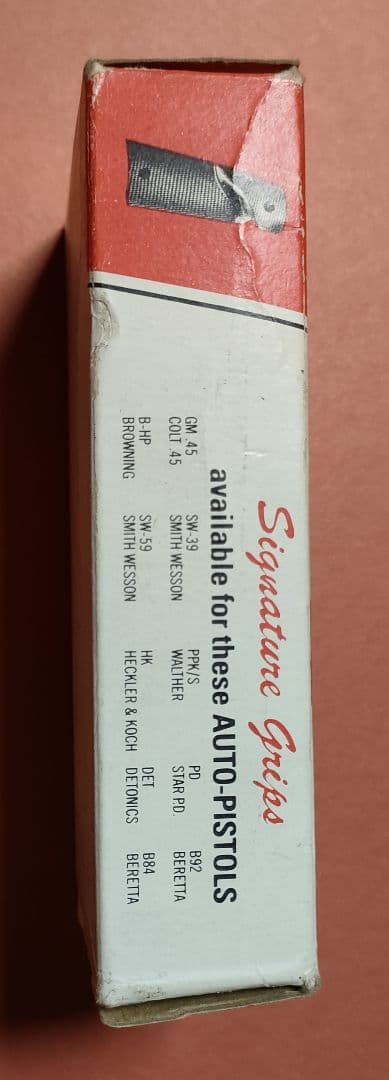 Signature Grips
available for these AUTO-PISTOLS
GM .45 SW-39 PPK/S PD B92
COLT .45 SMITH WESSON WALTHER STAR P.D. BERETTA
B-HP SW-59 HK DET B84
BROWNING SMITH WESSON HECKLER & KOCH DETONICS BERETTA